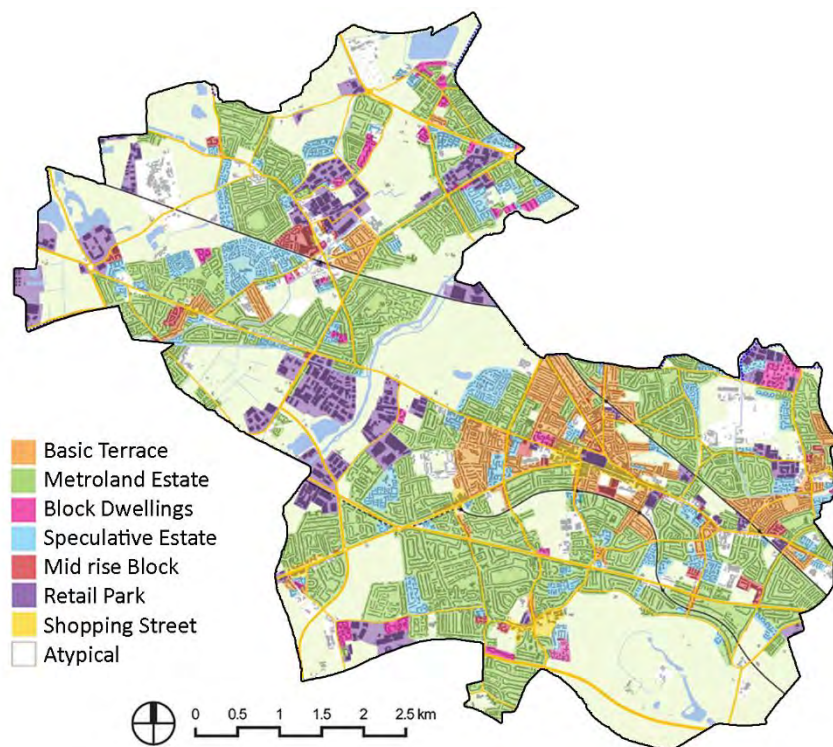 Basic Terrace
Metroland Estate
Block Dwellings
Speculative Estate
Mid rise Block
Retail Park
Shopping Street
Atypical
0 0.5 1 1.5 2 2.5 km